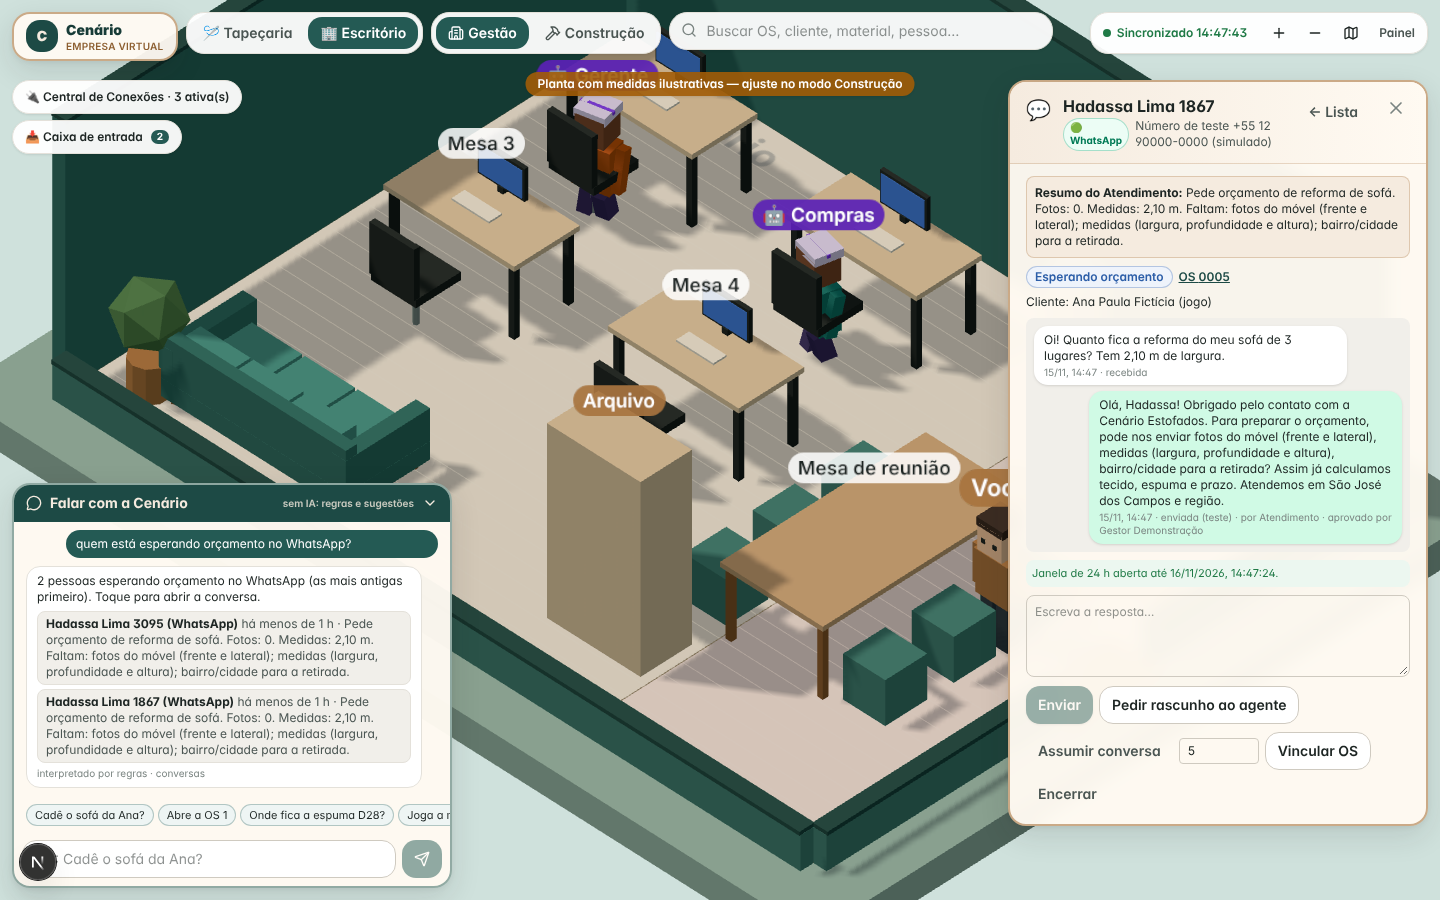 C
Cenário
EMPRESA VIRTUAL
Tapeçaria
Escritório
Gestão
Construção
Buscar OS, cliente, material, pessoa...
Sincronizado 14:47:43
Painel
Central de Conexões · 3 ativa(s)
Caixa de entrada 2
Gerente
Planta com medidas ilustrativas — ajuste no modo Construção
Mesa 3
Compras
Mesa 4
Arquivo
Mesa de reunião
Hadassa Lima 1867
← Lista
WhatsApp
Número de teste +55 12
90000-0000 (simulado)
Resumo do Atendimento: Pede orçamento de reforma de sofá.
Fotos: 0. Medidas: 2,10 m. Faltam: fotos do móvel (frente e
lateral); medidas (largura, profundidade e altura); bairro/cidade
para a retirada.
Esperando orçamento
OS 0005
Cliente: Ana Paula Fictícia (jogo)
Oi! Quanto fica a reforma do meu sofá de 3
lugares? Tem 2,10 m de largura.
15/11, 14:47 · recebida
Olá, Hadassa! Obrigado pelo contato com a
Cenário Estofados. Para preparar o orçamento,
pode nos enviar fotos do móvel (frente e lateral),
medidas (largura, profundidade e altura),
bairro/cidade para a retirada? Assim já calculamos
tecido, espuma e prazo. Atendemos em São José
dos Campos e região.
15/11, 14:47 · enviada (teste) · por Atendimento · aprovado por
Gestor Demonstração
Janela de 24 h aberta até 16/11/2026, 14:47:24.
Escreva a resposta...
Enviar
Pedir rascunho ao agente
Assumir conversa
5
Vincular OS
Encerrar
Falar com a Cenário
sem IA: regras e sugestões
quem está esperando orçamento no WhatsApp?
2 pessoas esperando orçamento no WhatsApp (as mais antigas
primeiro). Toque para abrir a conversa.
Hadassa Lima 3095 (WhatsApp) há menos de 1 h · Pede
orçamento de reforma de sofá. Fotos: 0. Medidas: 2,10 m.
Faltam: fotos do móvel (frente e lateral); medidas (largura,
profundidade e altura); bairro/cidade para a retirada.
Hadassa Lima 1867 (WhatsApp) há menos de 1 h · Pede
orçamento de reforma de sofá. Fotos: 0. Medidas: 2,10 m.
Faltam: fotos do móvel (frente e lateral); medidas (largura,
profundidade e altura); bairro/cidade para a retirada.
interpretado por regras · conversas
Cadê o sofá da Ana?
Abre a OS 1
Onde fica a espuma D28?
Joga a
N
Cadê o sofá da Ana?